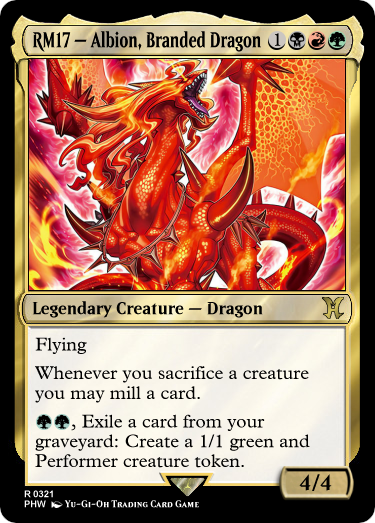 RM17 — Albion, Branded Dragon 1
Legendary Creature — Dragon
Flying
Whenever you sacrifice a creature
you may mill a card.
, Exile a card from your
graveyard: Create a 1/1 green and
Performer creature token.
4/4
R 0321
PHW Yu-Gi-Oh Trading Card Game